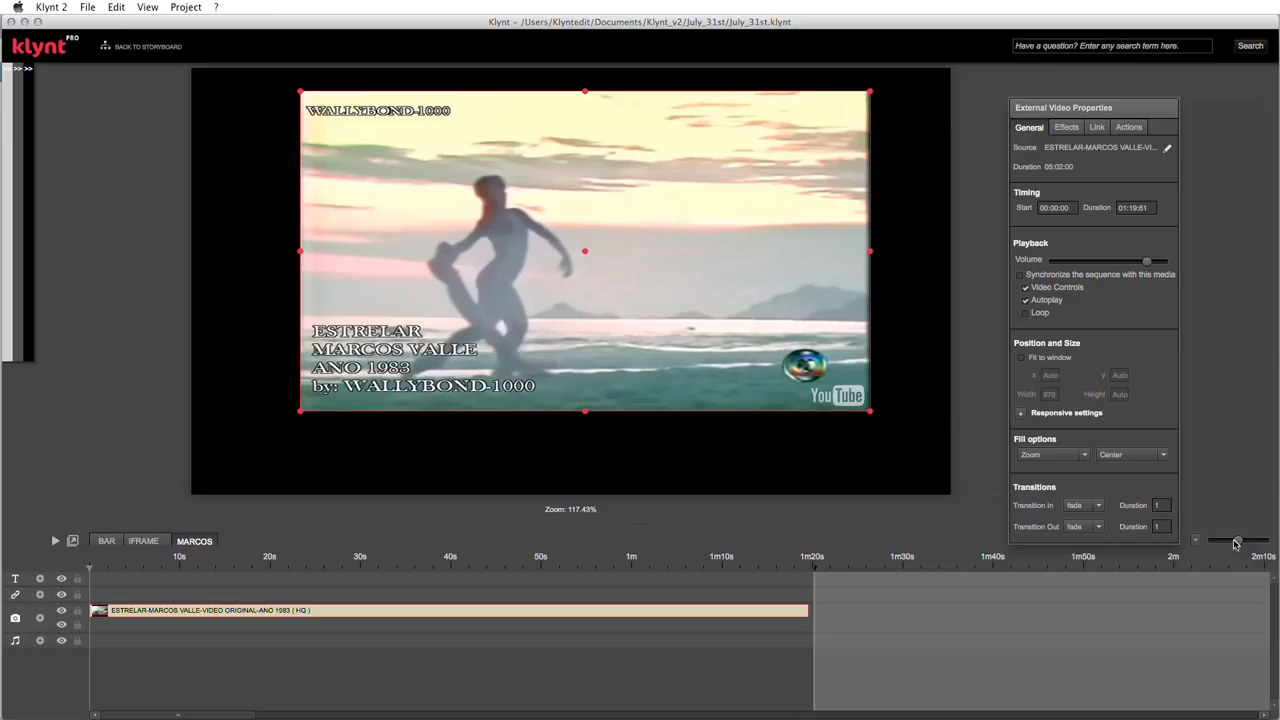 Klynt 2 File Edit View Project ?
Klynt - /Users/Klyntedit/Documents/Klynt_v2/July_31st/July_31st.klynt
klynt PRO
BACK TO STORYBOARD
Have a question? Enter any search term here.
Search
>> >> >>
WALLYBOND-1000
ESTRELAR
MARCOS VALLE
ANO 1983
by: WALLYBOND-1000
YouTube
External Video Properties
General Effects Link Actions
Source ESTRELAR-MARCOS VALLE-VI...
Duration 05:02:00
Timing
Start 00:00:00 Duration 01:19:61
Playback
Volume
Synchronize the sequence with this media
Video Controls
Autoplay
Loop
Position and Size
Fit to window
x Auto y Auto
Width 970 Height Auto
+ Responsive settings
Fill options
Zoom Center
Transitions
Transition In fade Duration 1
Transition Out fade Duration 1
Zoom: 117.43%
BAR IFRAME MARCOS
10s 20s 30s 40s 50s 1m 1m10s 1m20s 1m30s 1m40s 1m50s 2m 2m10s
T
ESTRELAR-MARCOS VALLE-VIDEO ORIGINAL-ANO 1983 ( HQ )